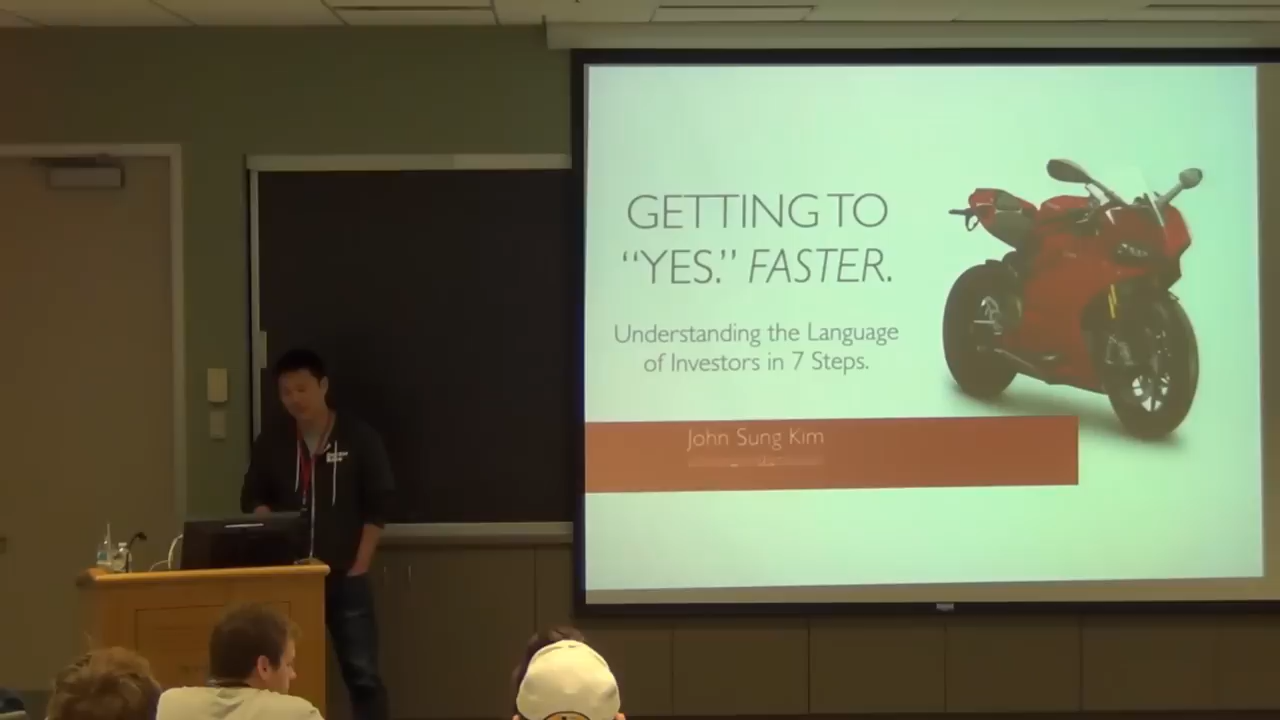 GETTING TO
“YES.” FASTER.
Understanding the Language
of Investors in 7 Steps.
John Sung Kim